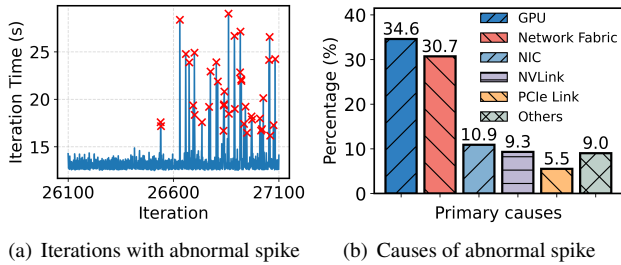 Iteration Time (s)
25
20
15
26100
26600
27100
Iteration
(a) Iterations with abnormal spike
Percentage (%)
40
30
20
10
0
34.6
30.7
10.9
9.3
5.5
9.0
GPU
Network Fabric
NIC
NVLink
PCIe Link
Others
Primary causes
(b) Causes of abnormal spike